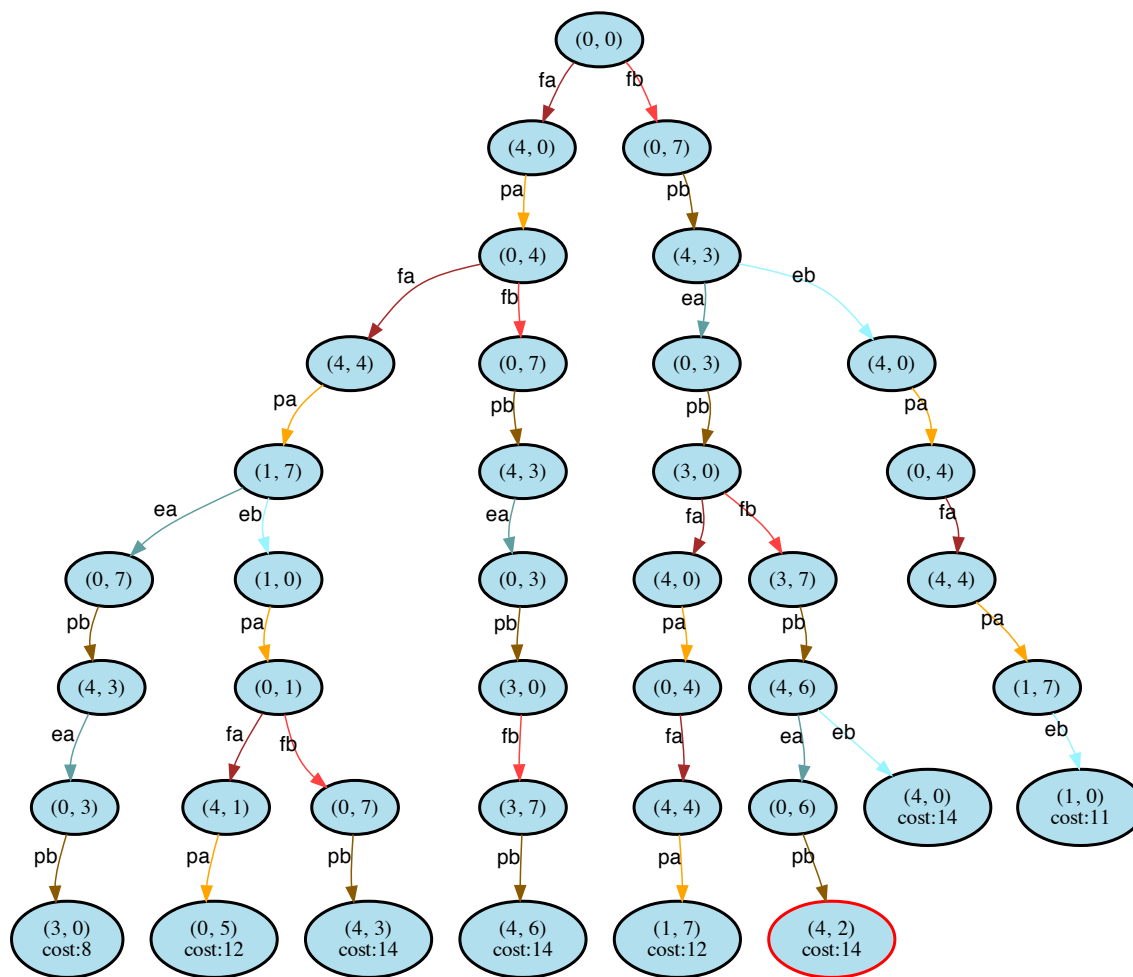 (0, 0)
fa
fb
(4, 0)
(0, 7)
pa
pb
(0, 4)
(4, 3)
fa
fb
ea
eb
(4, 4)
(0, 7)
(0, 3)
(4, 0)
pa
pb
pb
pa
(1, 7)
(4, 3)
(3, 0)
(0, 4)
ea
eb
ea
fa
fb
fa
(0, 7)
(1, 0)
(0, 3)
(4, 0)
(3, 7)
(4, 4)
pb
pa
pb
pa
pb
pa
(4, 3)
(0, 1)
(3, 0)
(0, 4)
(4, 6)
(1, 7)
ea
fa
fb
fb
fa
ea
eb
eb
(0, 3)
(4, 1)
(0, 7)
(3, 7)
(4, 4)
(0, 6)
(4, 0)
cost:14
(1, 0)
cost:11
pb
pa
pb
pb
pa
pb
(3, 0)
cost:8
(0, 5)
cost:12
(4, 3)
cost:14
(4, 6)
cost:14
(1, 7)
cost:12
(4, 2)
cost:14